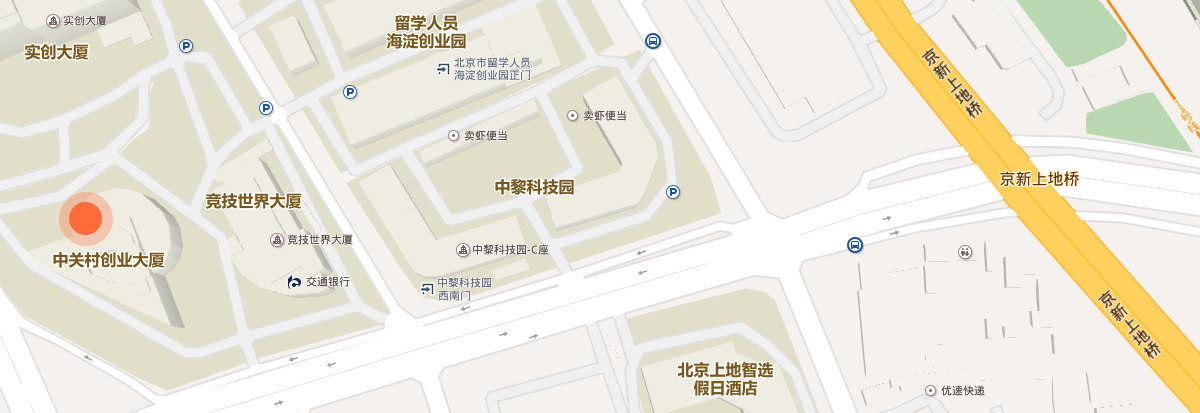 实创大厦
实创大厦
留学人员
海淀创业园
北京市留学人员
海淀创业园正门
卖虾便当
卖虾便当
京新上地桥
中黎科技园
京新上地桥
竞技世界大厦
竞技世界大厦
中关村创业大厦
交通银行
中黎科技园-C座
中黎科技园
西南门
京新上地桥
北京上地智选
假日酒店
优速快递